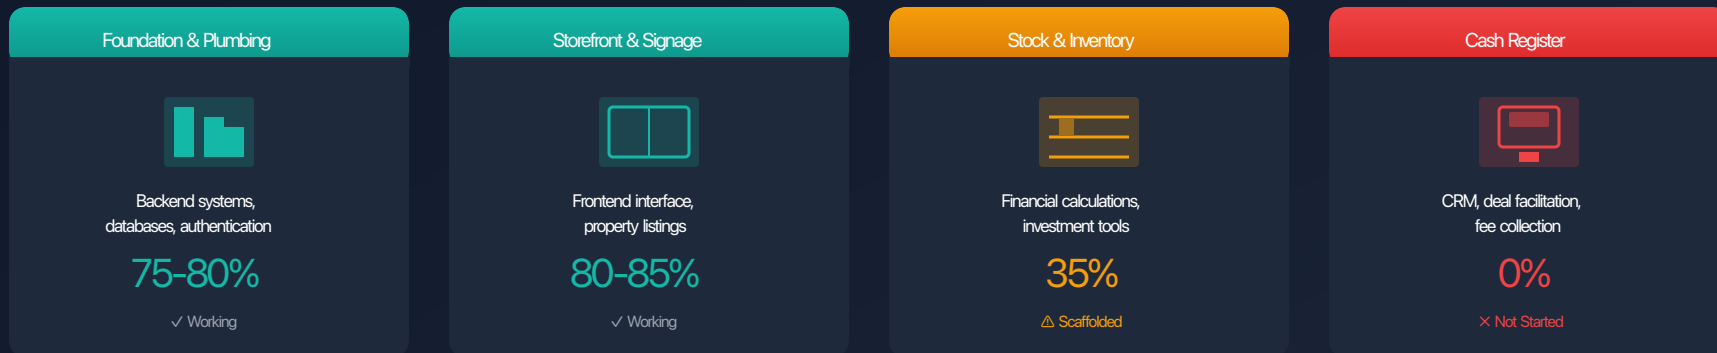 Foundation & Plumbing
Backend systems,
databases, authentication
75-80%
✓ Working
Storefront & Signage
Frontend interface,
property listings
80-85%
✓ Working
Stock & Inventory
Financial calculations,
investment tools
35%
⚠ Scaffolded
Cash Register
CRM, deal facilitation,
fee collection
0%
✕ Not Started